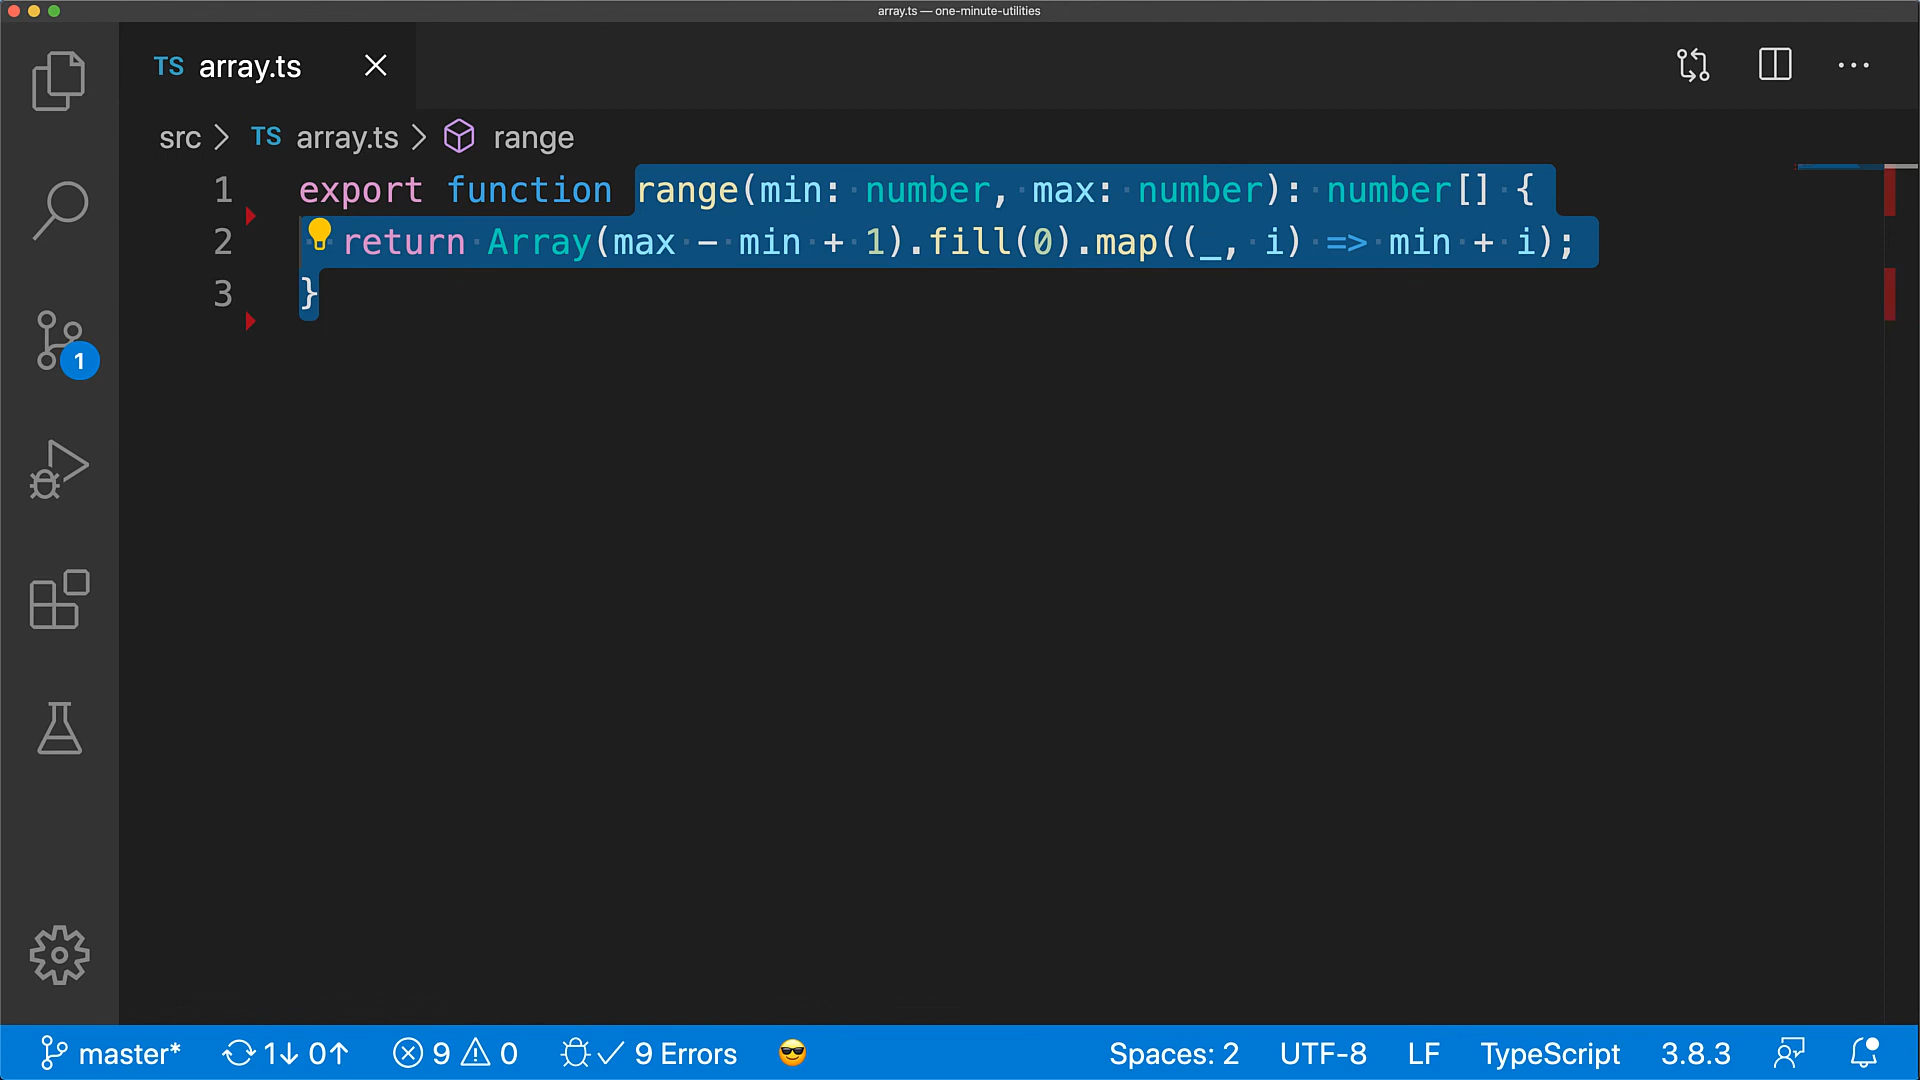 array.ts — one-minute-utilities
TS array.ts
src > TS array.ts > range
1 export function range(min: number, max: number): number[] {
2 return Array(max - min + 1).fill(0).map((_, i) => min + i);
3 }
1
master* 1↓ 0↑ 9 0 9 Errors 😎 Spaces: 2 UTF-8 LF TypeScript 3.8.3